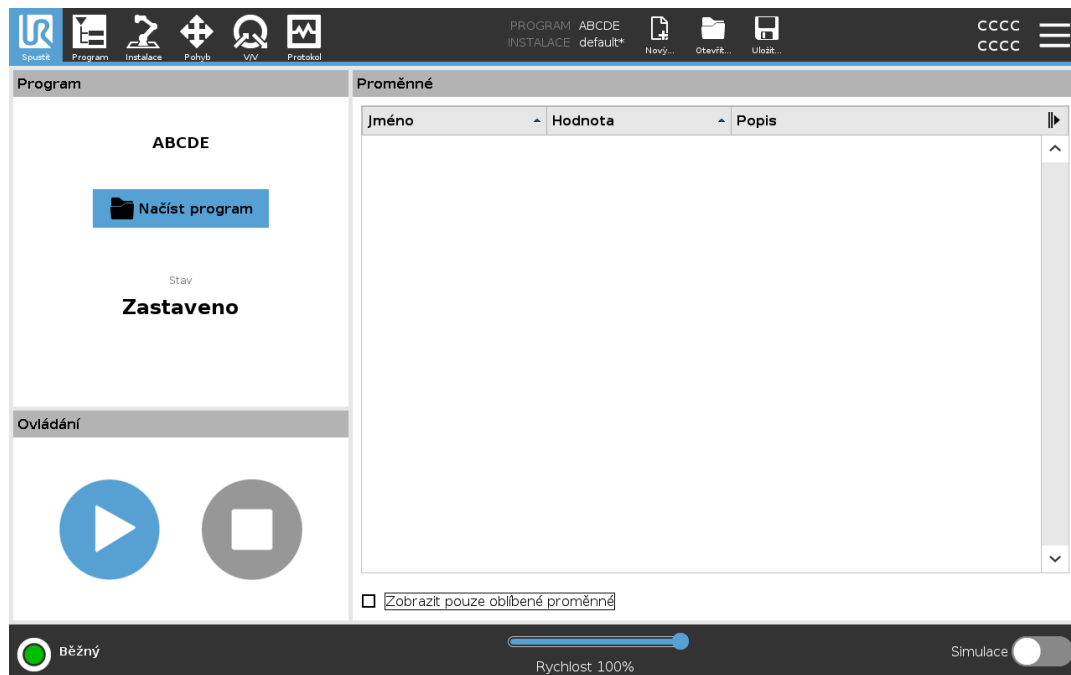 Spustit
Program
Instalace
Pohyb
V/V
Protokol
PROGRAM ABCDE
INSTALACE default*
Nový...
Otevřít...
Uložit...
CCCC
CCCC
Program
ABCDE
Načíst program
Stav
Zastaveno
Ovládání
Proměnné
Jméno Hodnota Popis
Zobrazit pouze oblíbené proměnné
Běžný
Rychlost 100%
Simulace